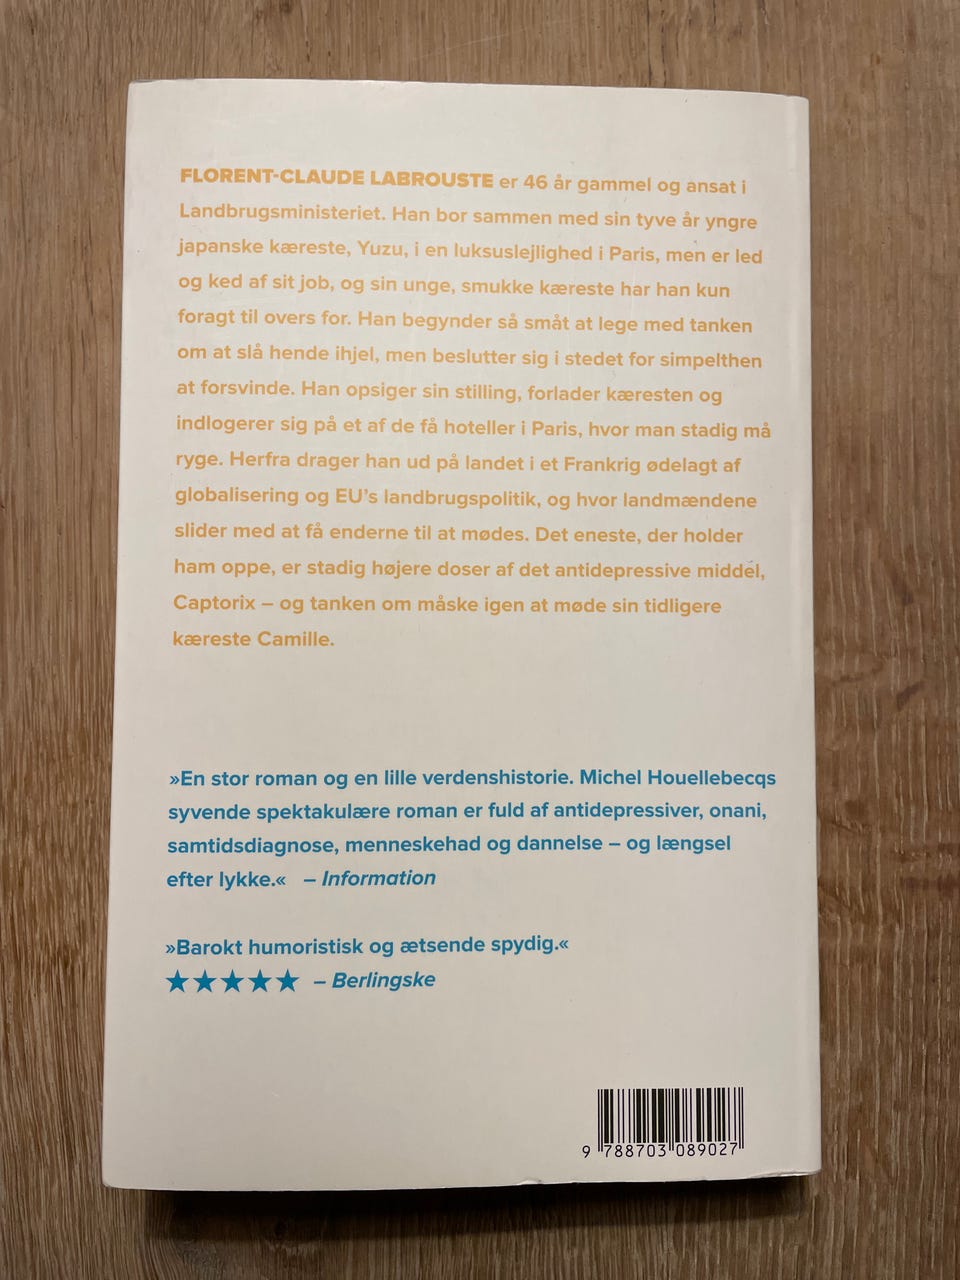 FLORENT-CLAUDE LABROUSTE er 46 år gammel og ansat i
Landbrugsministeriet. Han bor sammen med sin tyve år yngre
japanske kæreste, Yuzu, i en luksuslejlighed i Paris, men er led
og ked af sit job, og sin unge, smukke kæreste har han kun
foragt til overs for. Han begynder så småt at lege med tanken
om at slå hende ihjel, men beslutter sig i stedet for simpelthen
at forsvinde. Han opsiger sin stilling, forlader kæresten og
indlogerer sig på et af de få hoteller i Paris, hvor man stadig må
ryge. Herfra drager han ud på landet i et Frankrig ødelagt af
globalisering og EU's landbrugspolitik, og hvor landmændene
slider med at få enderne til at mødes. Det eneste, der holder
ham oppe, er stadig højere doser af det antidepressive middel,
Captorix – og tanken om måske igen at møde sin tidligere
kæreste Camille.
»En stor roman og en lille verdenshistorie. Michel Houellebecqs
syvende spektakulære roman er fuld af antidepressiver, onani,
samtidsdiagnose, menneskehad og dannelse – og længsel
efter lykke.« – Information
»Barokt humoristisk og ætsende spydig.«
★★★★★ – Berlingske
9 788703 089027